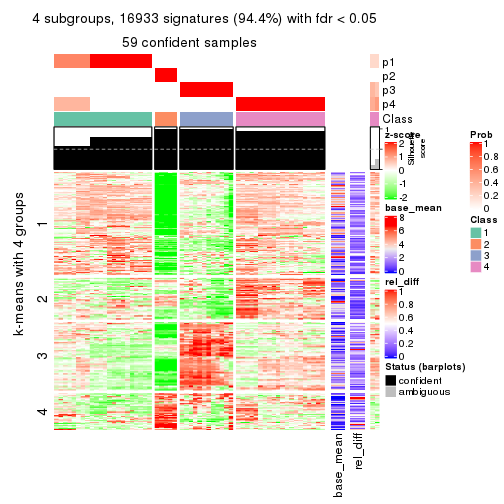 4 subgroups, 16933 signatures (94.4%) with fdr < 0.05
59 confident samples
p1
p2
p3
p4
Class
1
Silhouette
score
k-means with 4 groups
1
2
3
4
base_mean
rel_diff
z-score
2
1
0
-1
-2
base_mean
8
6
4
2
0
rel_diff
1
0.8
0.6
0.4
0.2
0
Status (barplots)
confident
ambiguous
Prob
1
0.8
0.6
0.4
0.2
0
Class
1
2
3
4